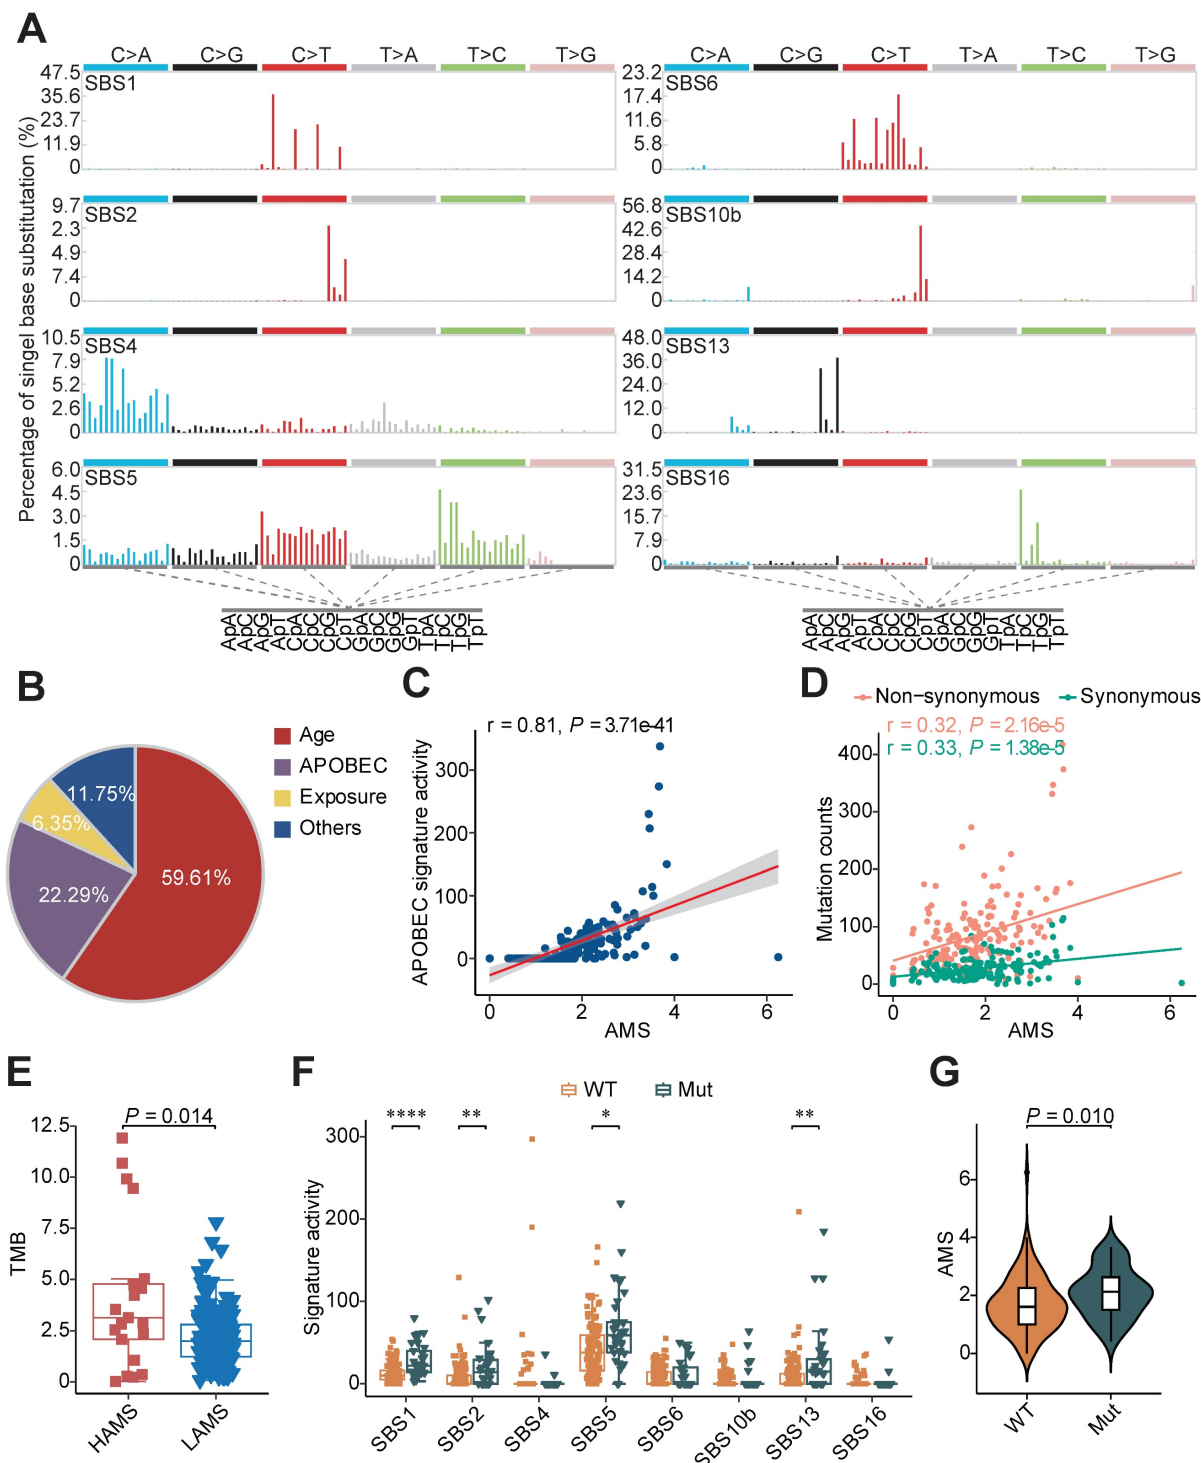 A
C>A C>G C>T T>A T>C T>G
C>A C>G C>T T>A T>C T>G
Percentage of singel base substitutation (%)
47.5
35.6
23.7
11.9
0
SBS1
23.2
17.4
11.6
5.8
0
SBS6
9.7
2.3
4.9
7.4
0
SBS2
56.8
42.6
28.4
14.2
0
SBS10b
10.5
7.9
5.2
2.6
0
SBS4
48.0
36.0
24.0
12.0
0
SBS13
6.0
4.5
3.0
1.5
0
SBS5
31.5
23.6
15.7
7.9
0
SBS16
ApA ApC ApG ApT CpA CpC CpG CpT GpA GpC GpG GpT TpA TpC TpG TpT
ApA ApC ApG ApT CpA CpC CpG CpT GpA GpC GpG GpT TpA TpC TpG TpT
B
59.61%
22.29%
6.35%
11.75%
Age
APOBEC
Exposure
Others
C
r = 0.81, P = 3.71e-41
APOBEC signature activity
300
200
100
0
0 2 4 6
AMS
D
Non-synonymous Synonymous
r = 0.32, P = 2.16e-5
r = 0.33, P = 1.38e-5
Mutation counts
400
300
200
100
0
0 2 4 6
AMS
E
P = 0.014
TMB
12.5
10.0
7.5
5.0
2.5
0
HAMS LAMS
F
WT Mut
**** ** * **
Signature activity
300
200
100
0
SBS1 SBS2 SBS4 SBS5 SBS6 SBS10b SBS13 SBS16
G
P = 0.010
AMS
6
4
2
0
WT Mut